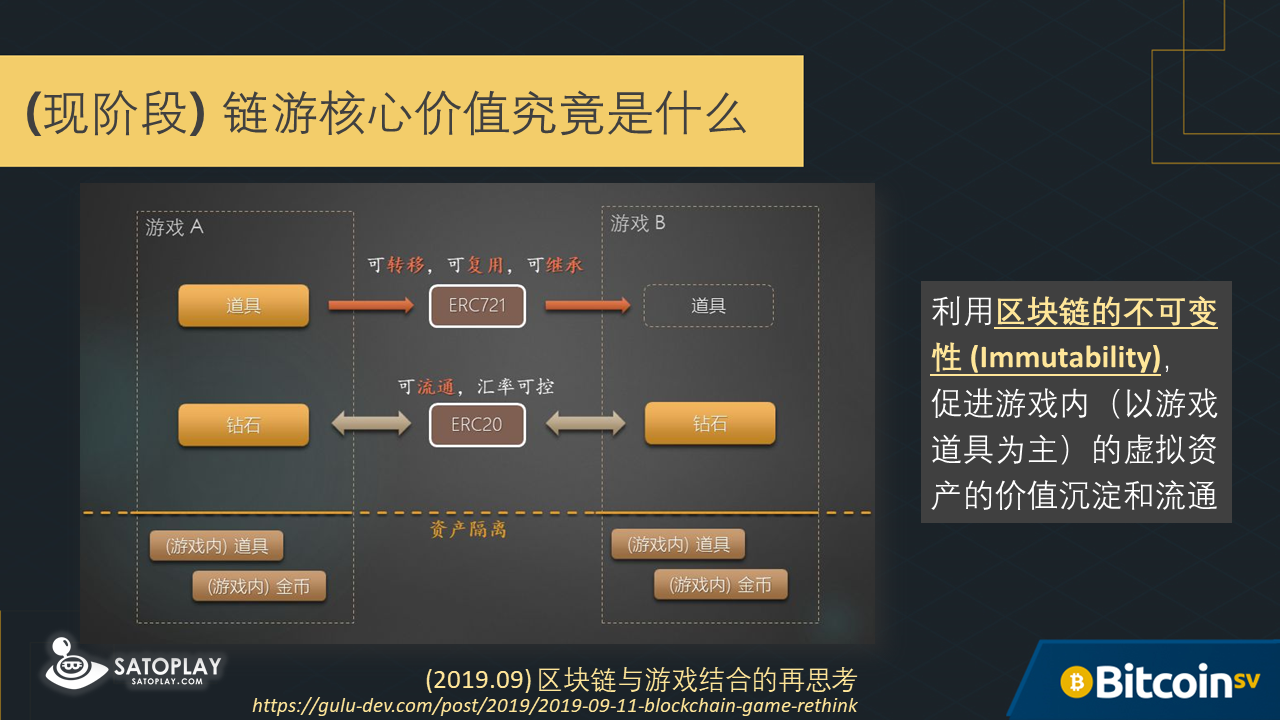 (现阶段) 链游核心价值究竟是什么
游戏 A
游戏 B
可转移，可复用，可继承
道具
ERC721
道具
可流通，汇率可控
钻石
ERC20
钻石
资产隔离
(游戏内) 道具
(游戏内) 金币
(游戏内) 道具
(游戏内) 金币
利用区块链的不可变
性 (Immutability),
促进游戏内（以游戏
道具为主）的虚拟资
产的价值沉淀和流通
SATOPLAY
SATOPLAY.COM
(2019.09) 区块链与游戏结合的再思考
https://gulu-dev.com/post/2019/2019-09-11-blockchain-game-rethink
Bitcoin SV